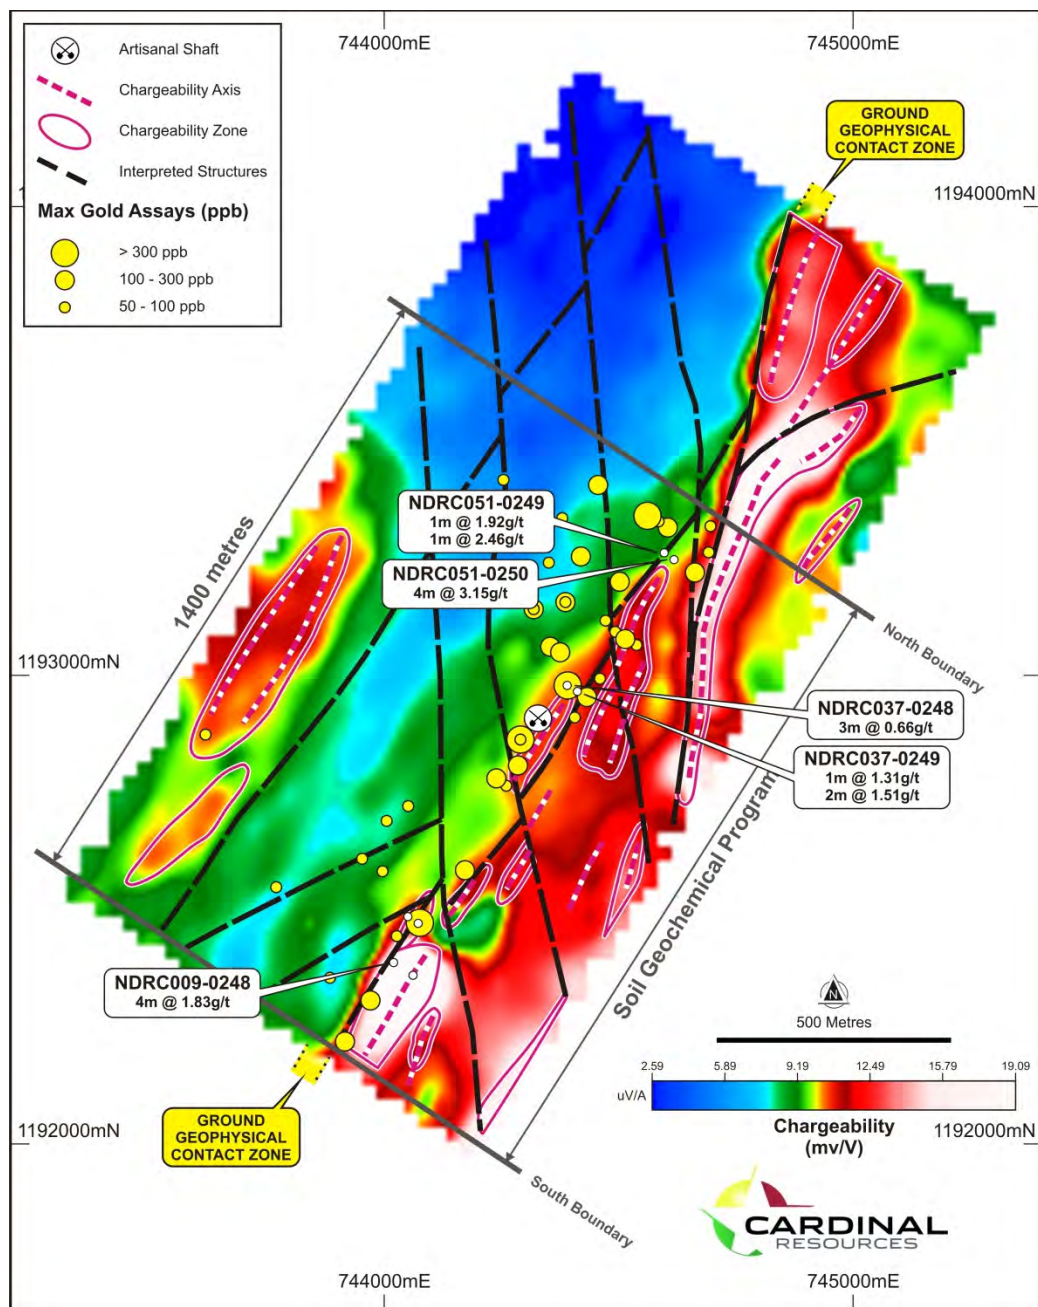 744000mE
745000mE
Artisanal Shaft
Chargeability Axis
Chargeability Zone
Interpreted Structures
Max Gold Assays (ppb)
> 300 ppb
100 - 300 ppb
50 - 100 ppb
GROUND
GEOPHYSICAL
CONTACT ZONE
1194000mN
1400 metres
NDRC051-0249
1m @ 1.92g/t
1m @ 2.46g/t
NDRC051-0250
4m @ 3.15g/t
North Boundary
1193000mN
NDRC037-0248
3m @ 0.66g/t
NDRC037-0249
1m @ 1.31g/t
2m @ 1.51g/t
Soil Geochemical Program
NDRC009-0248
4m @ 1.83g/t
N
500 Metres
2.59 5.89 9.19 12.49 15.79 19.09
uV/A
Chargeability
(mv/V)
GROUND
GEOPHYSICAL
CONTACT ZONE
1192000mN
1192000mN
South Boundary
CARDINAL
RESOURCES
744000mE
745000mE